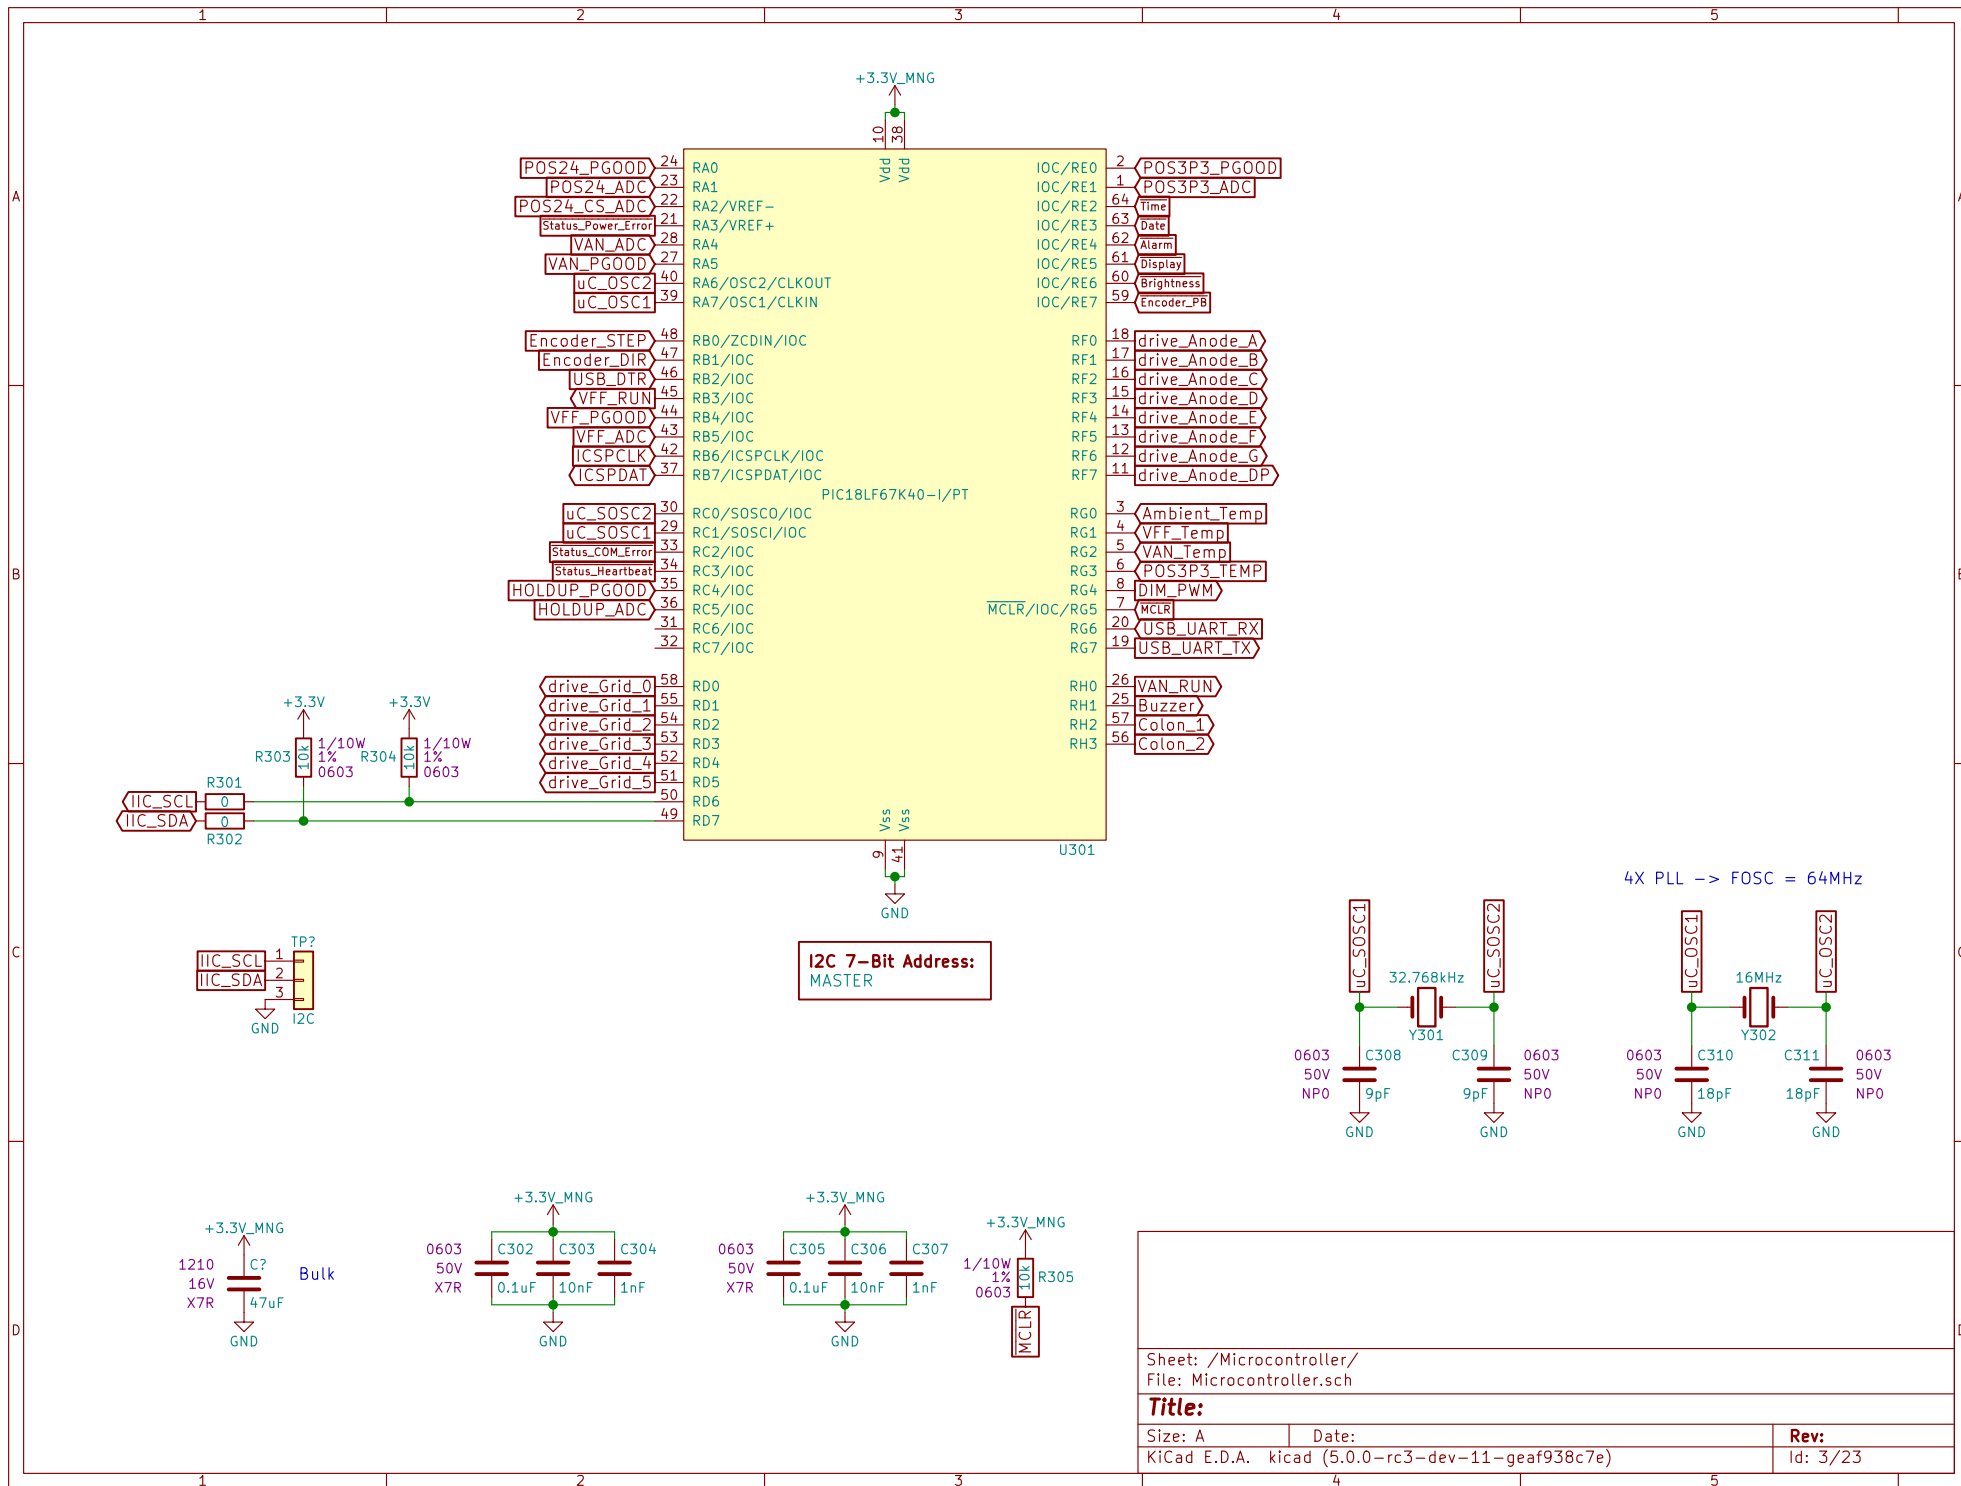 1 2 3 4 5
A
B
C
D
+3.3V_MNG
10 38
Vdd Vdd
POS24_PGOOD 24 RA0
POS24_ADC 23 RA1
POS24_CS_ADC 22 RA2/VREF-
Status_Power_Error 21 RA3/VREF+
VAN_ADC 28 RA4
VAN_PGOOD 27 RA5
uC_OSC2 40 RA6/OSC2/CLKOUT
uC_OSC1 39 RA7/OSC1/CLKIN
Encoder_STEP 48 RB0/ZCDIN/IOC
Encoder_DIR 47 RB1/IOC
USB_DTR 46 RB2/IOC
VFF_RUN 45 RB3/IOC
VFF_PGOOD 44 RB4/IOC
VFF_ADC 43 RB5/IOC
ICSPCLK 42 RB6/ICSPCLK/IOC
ICSPDAT 37 RB7/ICSPDAT/IOC
PIC18LF67K40-I/PT
uC_SOSC2 30 RC0/SOSCO/IOC
uC_SOSC1 29 RC1/SOSCI/IOC
Status_COM_Error 33 RC2/IOC
Status_Heartbeat 34 RC3/IOC
HOLDUP_PGOOD 35 RC4/IOC
HOLDUP_ADC 36 RC5/IOC
31 RC6/IOC
32 RC7/IOC
drive_Grid_0 58 RD0
drive_Grid_1 55 RD1
drive_Grid_2 54 RD2
drive_Grid_3 53 RD3
drive_Grid_4 52 RD4
drive_Grid_5 51 RD5
50 RD6
49 RD7
IOC/RE0 2 POS3P3_PGOOD
IOC/RE1 1 POS3P3_ADC
IOC/RE2 64 Time
IOC/RE3 63 Date
IOC/RE4 62 Alarm
IOC/RE5 61 Display
IOC/RE6 60 Brightness
IOC/RE7 59 Encoder_PB
RF0 18 drive_Anode_A
RF1 17 drive_Anode_B
RF2 16 drive_Anode_C
RF3 15 drive_Anode_D
RF4 14 drive_Anode_E
RF5 13 drive_Anode_F
RF6 12 drive_Anode_G
RF7 11 drive_Anode_DP
RG0 3 Ambient_Temp
RG1 4 VFF_Temp
RG2 5 VAN_Temp
RG3 6 POS3P3_TEMP
RG4 8 DIM_PWM
MCLR/IOC/RG5 7 MCLR
RG6 20 USB_UART_RX
RG7 19 USB_UART_TX
RH0 26 VAN_RUN
RH1 25 Buzzer
RH2 57 Colon_1
RH3 56 Colon_2
Vss Vss
9 41
U301
GND
+3.3V +3.3V
R303 10k 1/10W 1% 0603
R304 10k 1/10W 1% 0603
R301
IIC_SCL 0
IIC_SDA 0
R302
TP?
IIC_SCL 1
IIC_SDA 2
3
GND I2C
I2C 7-Bit Address:
MASTER
4X PLL -> FOSC = 64MHz
uC_SOSC1 uC_SOSC2
32.768kHz
Y301
0603 C308 C309 0603
50V 50V
NP0 9pF 9pF NP0
GND GND
uC_OSC1 uC_OSC2
16MHz
Y302
0603 C310 C311 0603
50V 50V
NP0 18pF 18pF NP0
GND GND
+3.3V_MNG
1210 C?
16V Bulk
X7R 47uF
GND
+3.3V_MNG
0603 C302 C303 C304
50V
X7R 0.1uF 10nF 1nF
GND
+3.3V_MNG
0603 C305 C306 C307
50V
X7R 0.1uF 10nF 1nF
GND
+3.3V_MNG
1/10W
1% 10k R305
0603
MCLR
Sheet: /Microcontroller/
File: Microcontroller.sch
Title:
Size: A Date: Rev:
KiCad E.D.A. kicad (5.0.0-rc3-dev-11-geaf938c7e) Id: 3/23
1 2 3 4 5